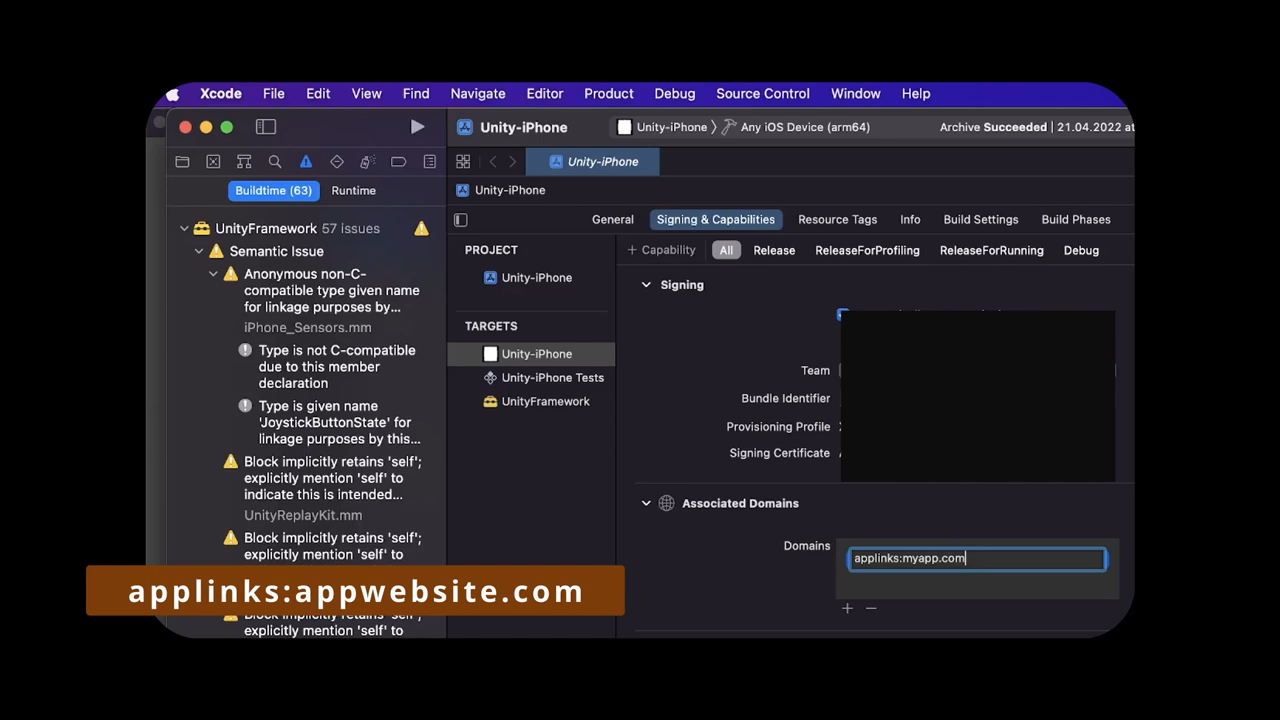 Xcode File Edit View Find Navigate Editor Product Debug Source Control Window Help
Unity-iPhone
Unity-iPhone 〉 Any iOS Device (arm64)
Archive Succeeded | 21.04.2022 at
Unity-iPhone
Buildtime (63) Runtime
Unity-iPhone
General Signing & Capabilities Resource Tags Info Build Settings Build Phases
UnityFramework 57 issues
Semantic Issue
Anonymous non-C-
compatible type given name
for linkage purposes by...
iPhone_Sensors.mm
Type is not C-compatible
due to this member
declaration
Type is given name
'JoystickButtonState' for
linkage purposes by this...
Block implicitly retains 'self';
explicitly mention 'self' to
indicate this is intended...
UnityReplayKit.mm
Block implicitly retains 'self';
explicitly mention 'self' to
Block implicitly retains 'self';
explicitly mention 'self' to
PROJECT
Unity-iPhone
TARGETS
Unity-iPhone
Unity-iPhone Tests
UnityFramework
+ Capability All Release ReleaseForProfiling ReleaseForRunning Debug
Signing
Team
Bundle Identifier
Provisioning Profile
Signing Certificate
Associated Domains
Domains
applinks:myapp.com
+ −
applinks:appwebsite.com